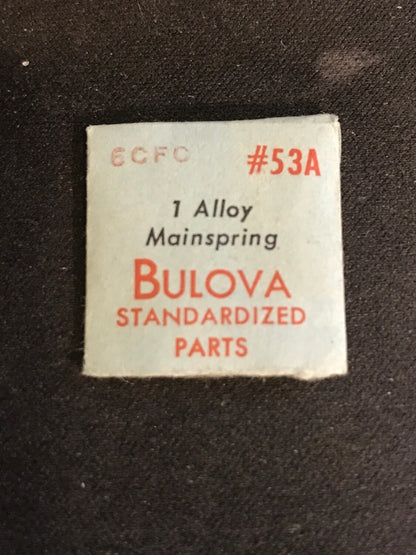 6CFC #53A
1 Alloy
Mainspring
BULOVA
STANDARDIZED
PARTS